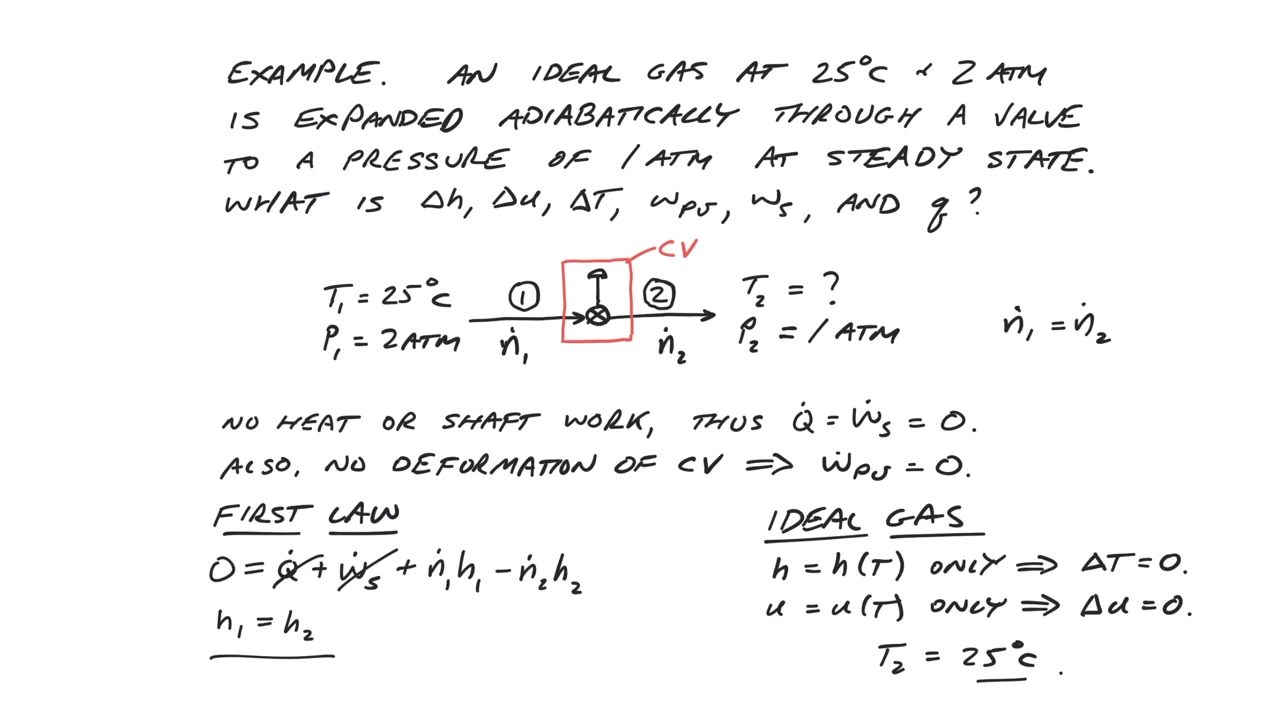 EXAMPLE. AN IDEAL GAS AT 25°C & 2 ATM
IS EXPANDED ADIABATICALLY THROUGH A VALVE
TO A PRESSURE OF 1 ATM AT STEADY STATE.
WHAT IS Δh, Δu, ΔT, wPV, wS, AND q?
CV
T₁ = 25°C ① ② T₂ = ?
P₁ = 2 ATM ṅ₁ ṅ₂ P₂ = 1 ATM ṅ₁ = ṅ₂
NO HEAT OR SHAFT WORK, THUS Q̇ = ẆS = 0.
ALSO, NO DEFORMATION OF CV ⇒ ẆPV = 0.
FIRST LAW
0 = Q̇ + ẆS + ṅ₁h₁ - ṅ₂h₂
h₁ = h₂
IDEAL GAS
h = h(T) ONLY ⇒ ΔT = 0.
u = u(T) ONLY ⇒ Δu = 0.
T₂ = 25°C.